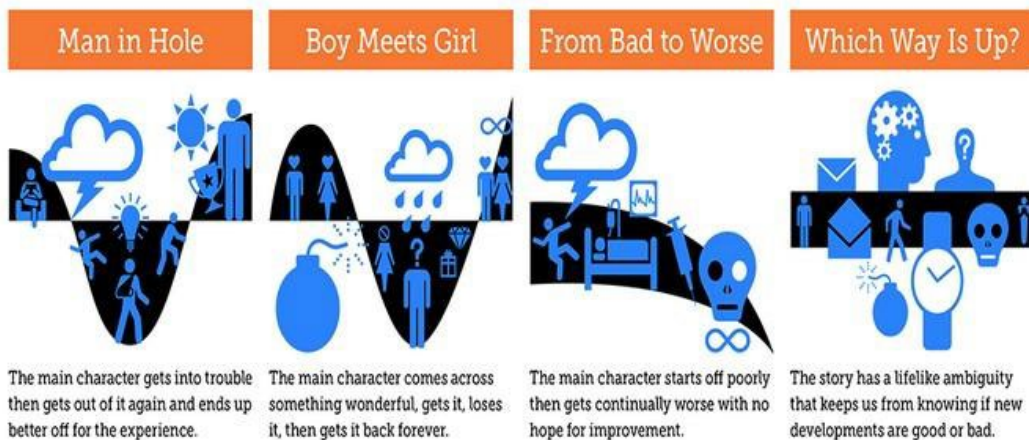 Man in Hole
Boy Meets Girl
From Bad to Worse
Which Way Is Up?
?
?
The main character gets into trouble
then gets out of it again and ends up
better off for the experience.
The main character comes across
something wonderful, gets it, loses
it, then gets it back forever.
The main character starts off poorly
then gets continually worse with no
hope for improvement.
The story has a lifelike ambiguity
that keeps us from knowing if new
developments are good or bad.